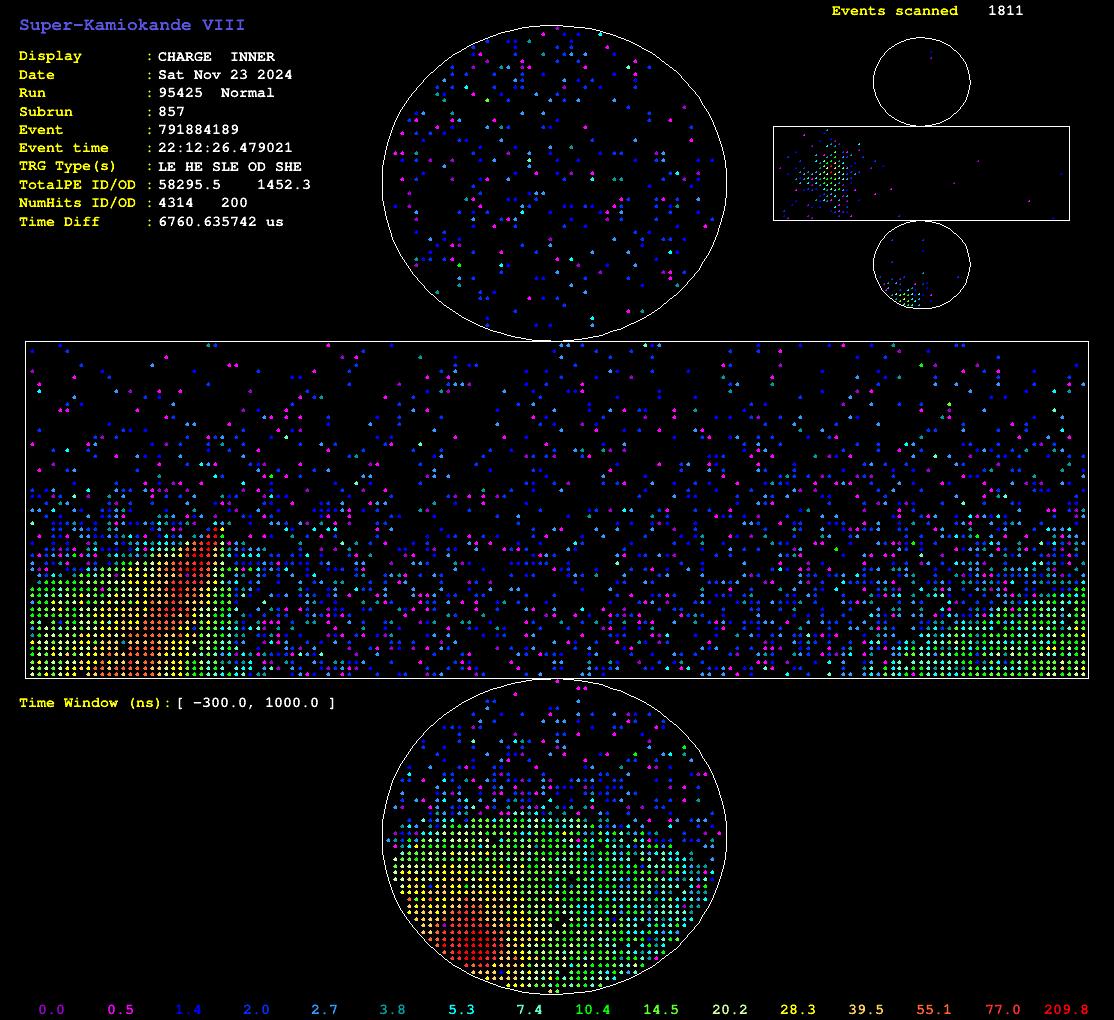 Super-Kamiokande VIII
Events scanned 1811
Display : CHARGE INNER
Date : Sat Nov 23 2024
Run : 95425 Normal
Subrun : 857
Event : 791884189
Event time : 22:12:26.479021
TRG Type(s) : LE HE SLE OD SHE
TotalPE ID/OD : 58295.5 1452.3
NumHits ID/OD : 4314 200
Time Diff : 6760.635742 us
Time Window (ns): [ -300.0, 1000.0 ]
0.0 0.5 1.4 2.0 2.7 3.8 5.3 7.4 10.4 14.5 20.2 28.3 39.5 55.1 77.0 209.8